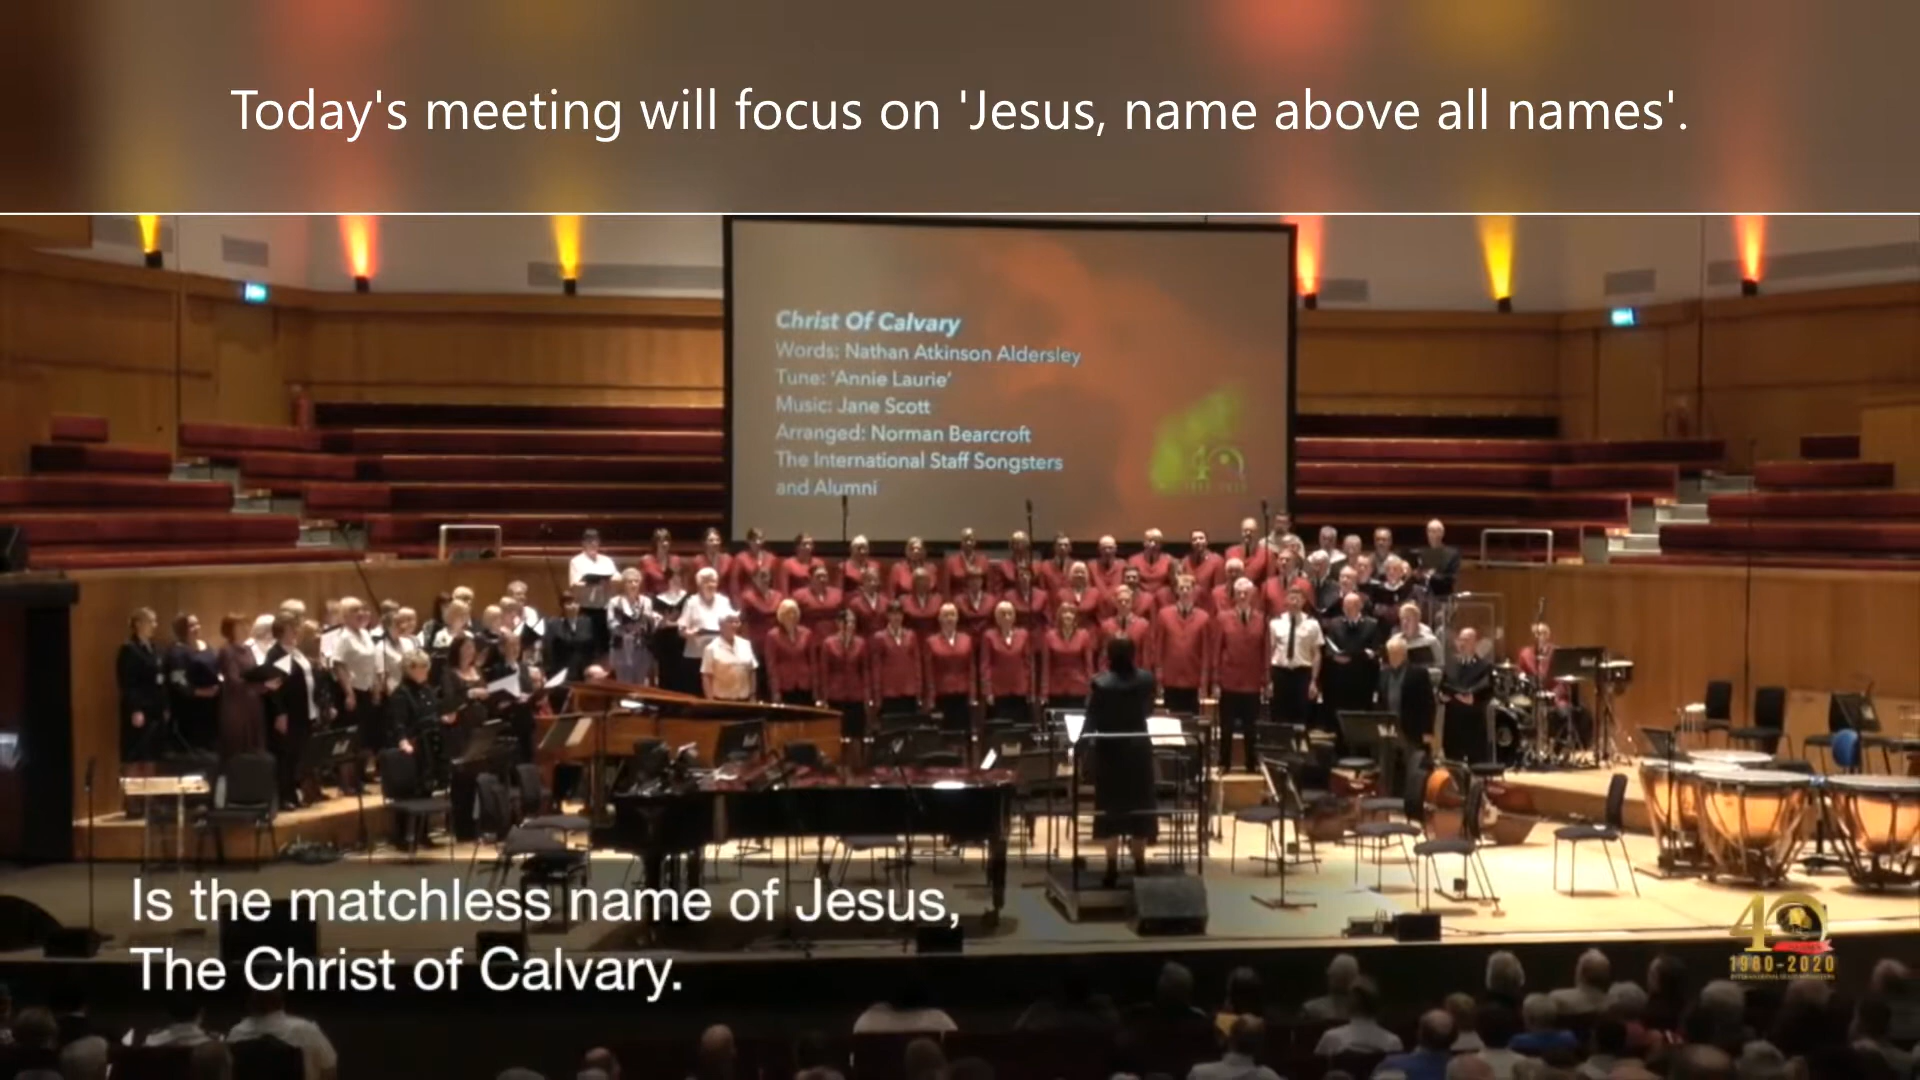 Today's meeting will focus on 'Jesus, name above all names'.
Christ Of Calvary
Words: Nathan Atkinson Aldersley
Tune: 'Annie Laurie'
Music: Jane Scott
Arranged: Norman Bearcroft
The International Staff Songsters
and Alumni
40
Is the matchless name of Jesus,
The Christ of Calvary.
40
1980-2020